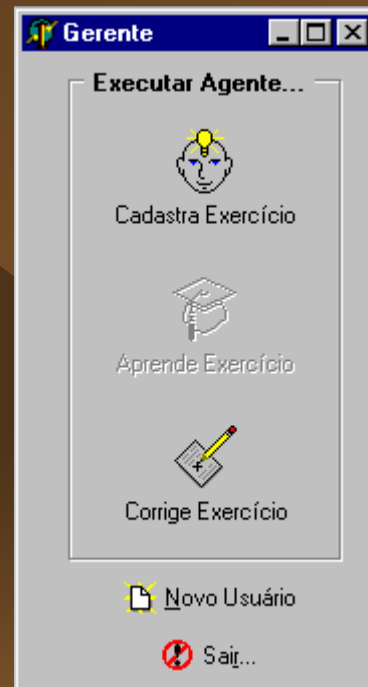 Gerente
Executar Agente...
Cadastra Exercício
Aprende Exercício
Corrige Exercício
Novo Usuário
Sair...